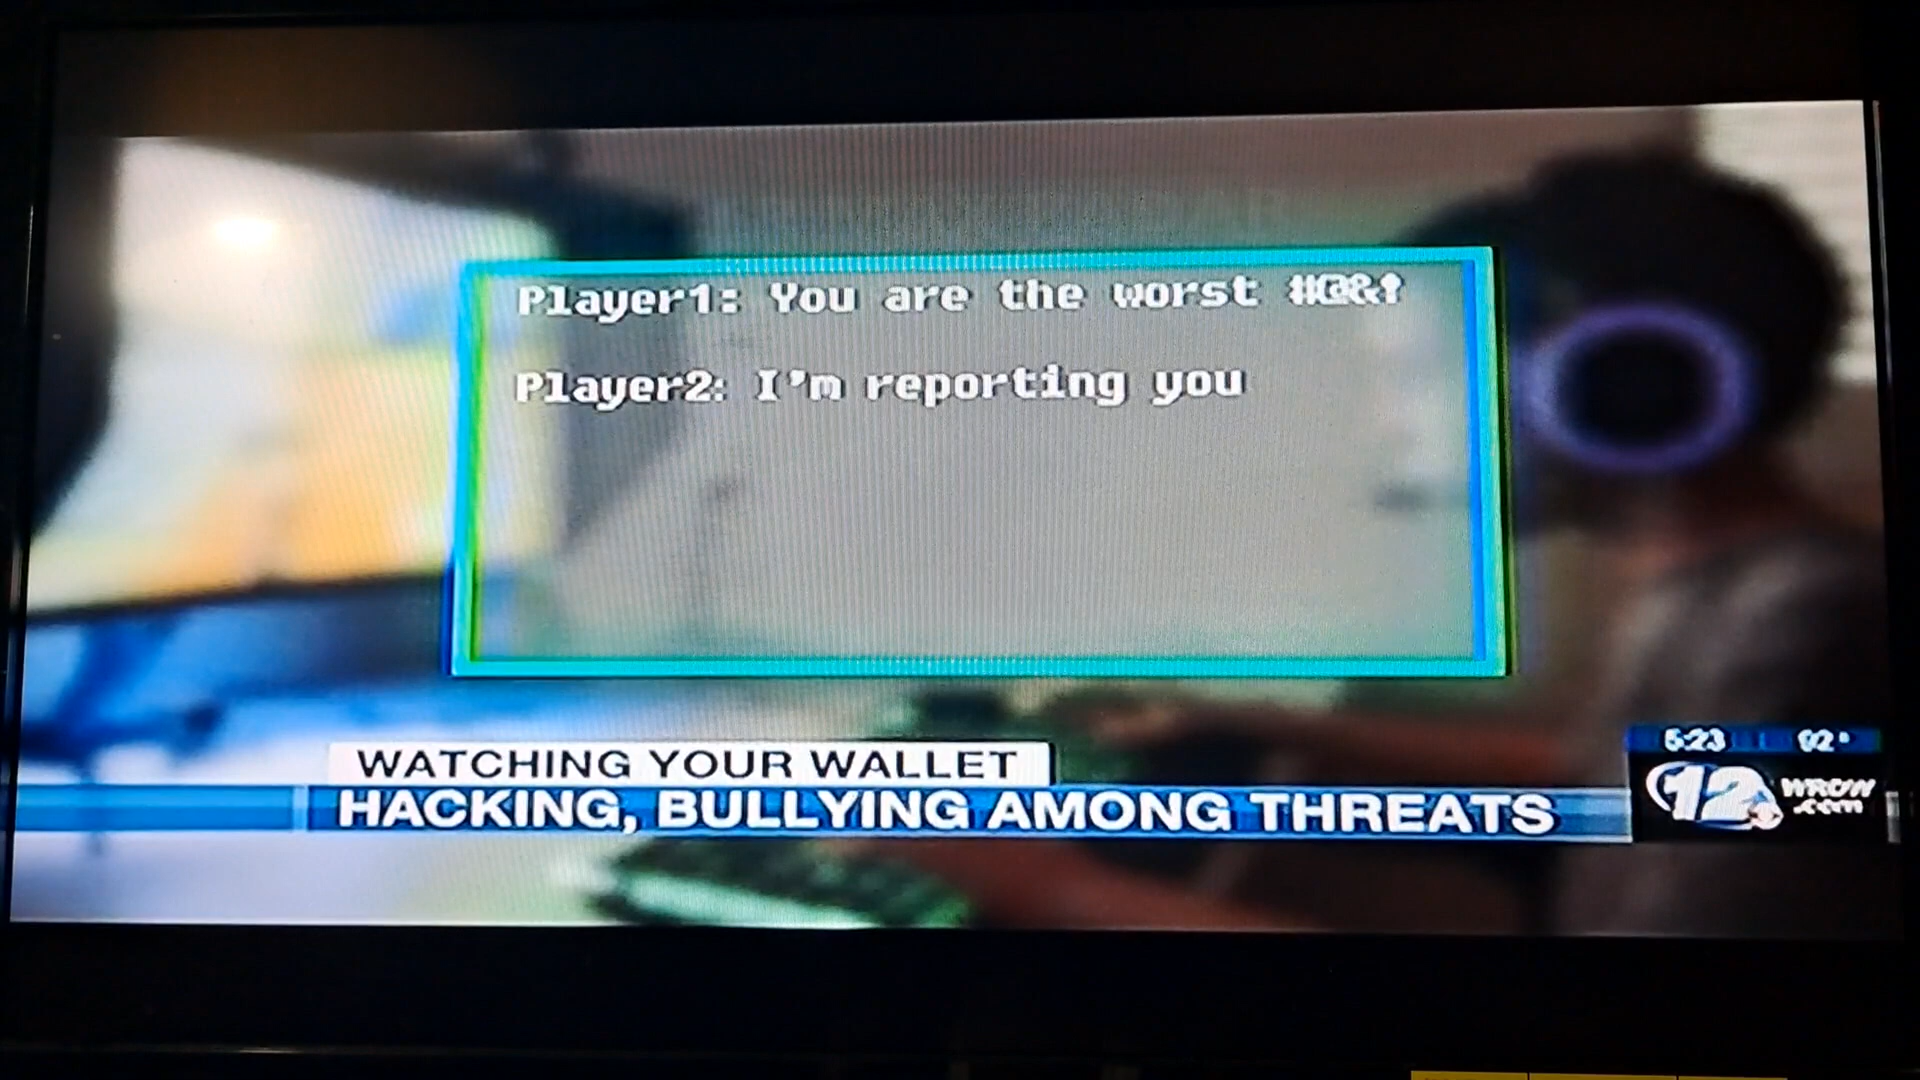 Player1: You are the worst #@&!
Player2: I'm reporting you
WATCHING YOUR WALLET
HACKING, BULLYING AMONG THREATS
5:23 92°
12 WRDW
.com